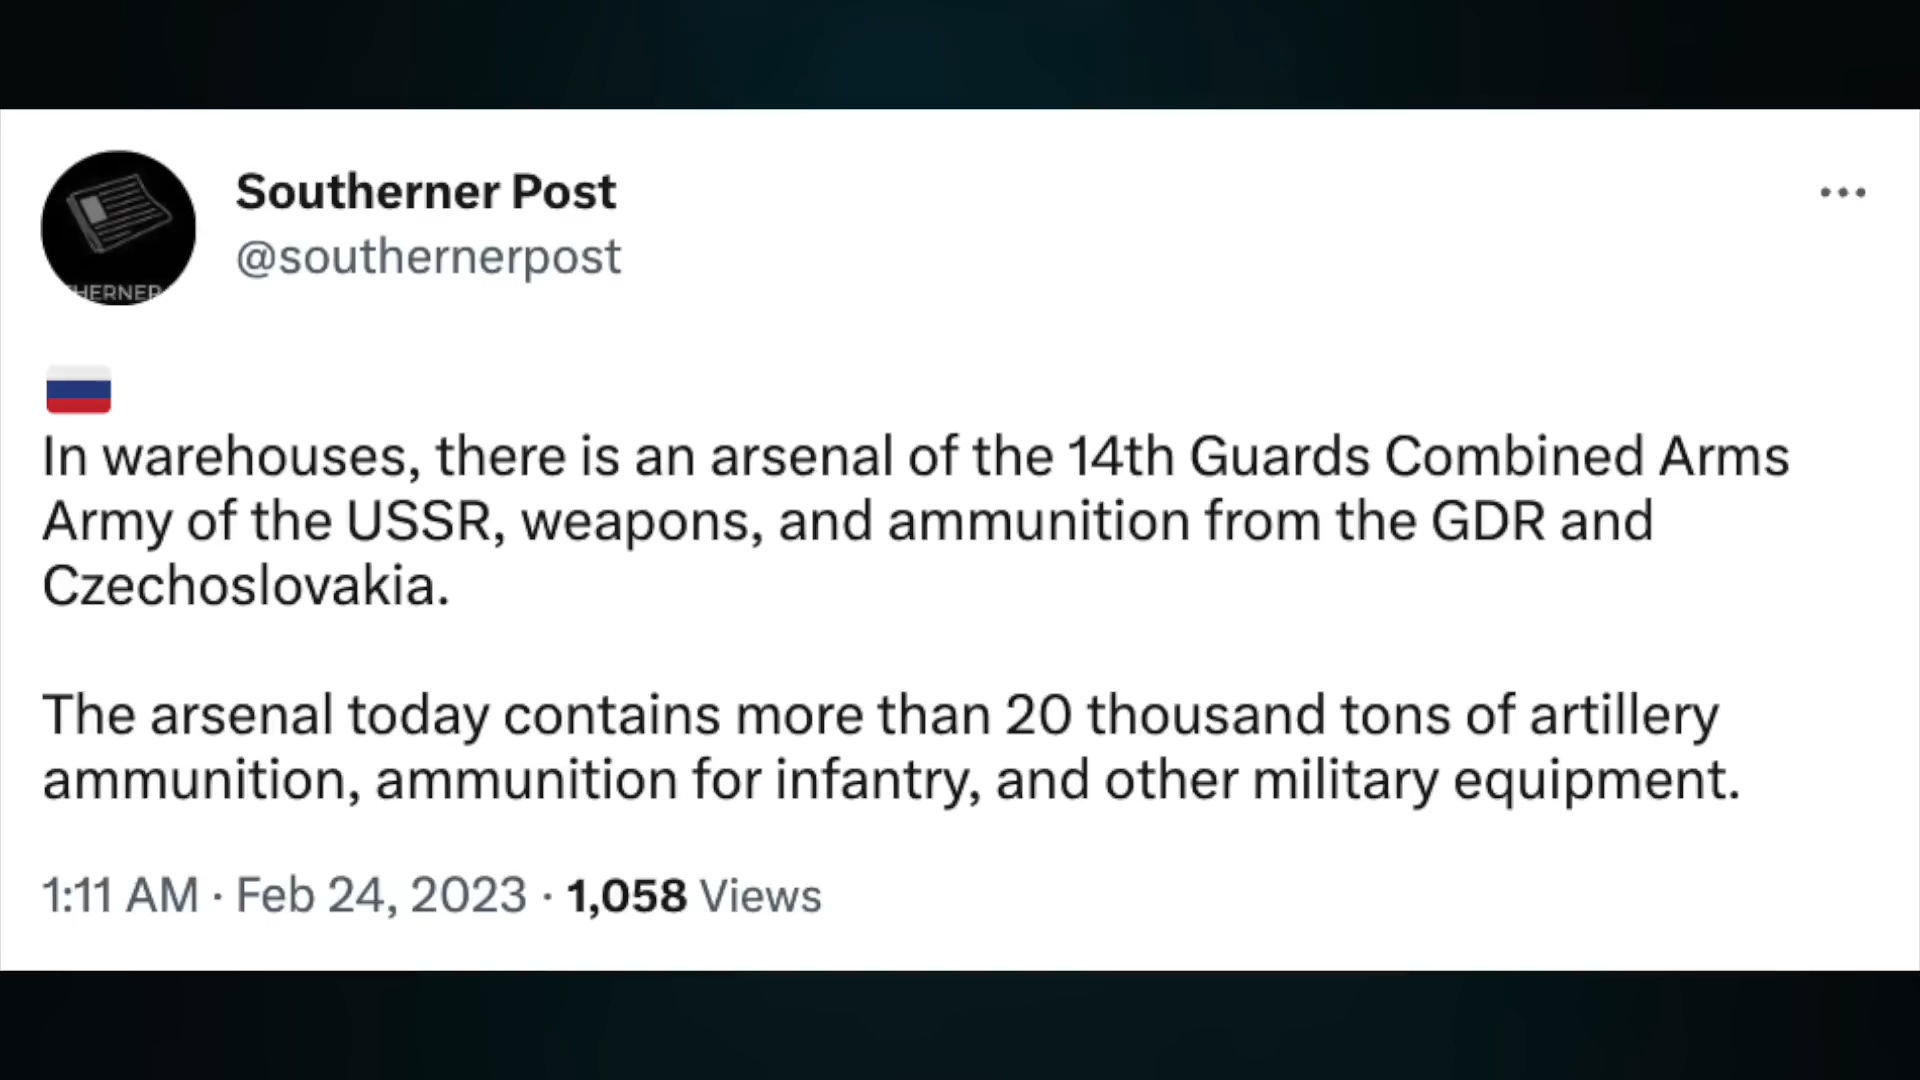 Southerner Post
@southernerpost
HERNER
In warehouses, there is an arsenal of the 14th Guards Combined Arms
Army of the USSR, weapons, and ammunition from the GDR and
Czechoslovakia.
The arsenal today contains more than 20 thousand tons of artillery
ammunition, ammunition for infantry, and other military equipment.
1:11 AM · Feb 24, 2023 · 1,058 Views